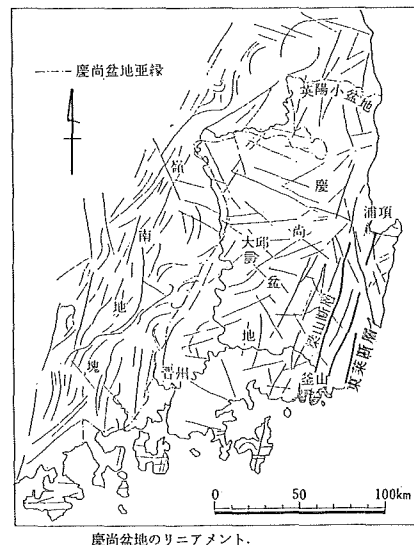 慶尚盆地亜縁
英陽小盆地
嶺
慶
浦項
南
大邱
尚
盆
梁山断層
地
地
東莱断層
塊
晋州
釜山
0 50 100km
慶尚盆地のリニアメント.